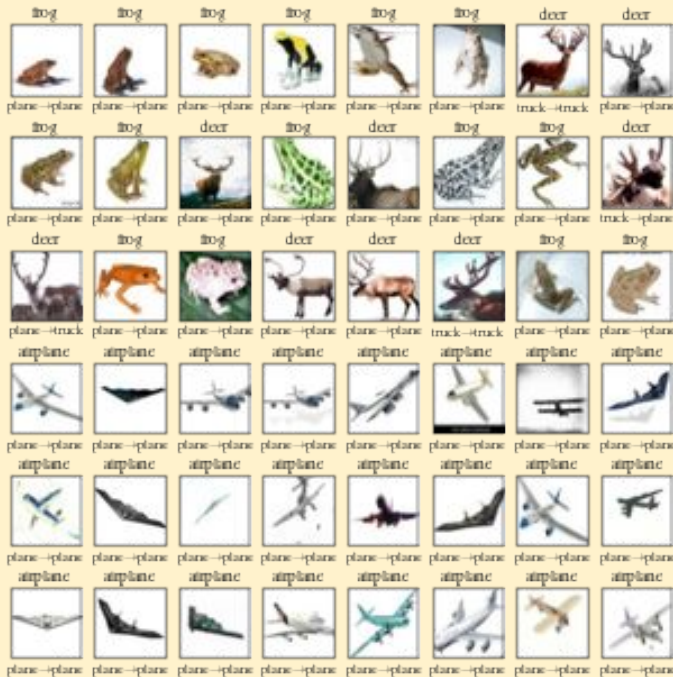 frog frog frog frog frog frog deer deer
plane→plane plane→plane plane→plane plane→plane plane→plane plane→plane truck→truck plane→plane
frog frog deer frog deer frog frog deer
plane→plane plane→plane plane→plane plane→plane plane→plane plane→plane plane→plane truck→plane
deer frog frog deer deer deer frog frog
plane→truck plane→plane plane→plane plane→plane plane→plane truck→truck plane→plane plane→plane
airplane airplane airplane airplane airplane airplane airplane airplane
plane→plane plane→plane plane→plane plane→plane plane→plane plane→plane plane→plane plane→plane
airplane airplane airplane airplane airplane airplane airplane airplane
plane→plane plane→plane plane→plane plane→plane plane→plane plane→plane plane→plane plane→plane
airplane airplane airplane airplane airplane airplane airplane airplane
plane→plane plane→plane plane→plane plane→plane plane→plane plane→plane plane→plane plane→plane